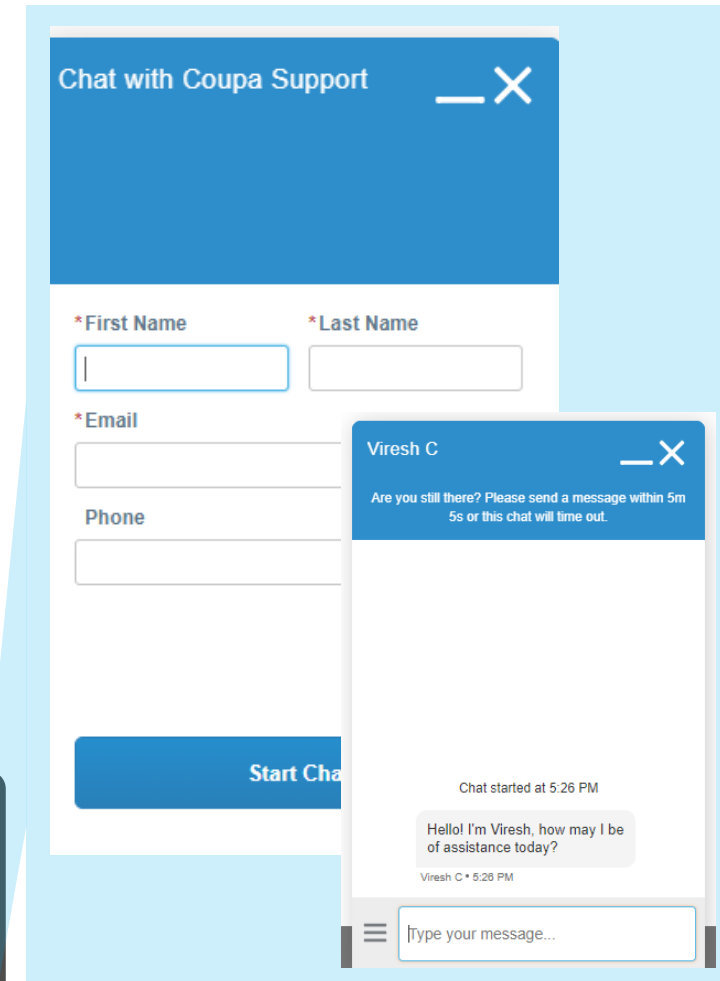 Chat with Coupa Support
*First Name
*Last Name
*Email
Phone
Start Cha
Viresh C
Are you still there? Please send a message within 5m
5s or this chat will time out.
Chat started at 5:26 PM
Hello! I'm Viresh, how may I be
of assistance today?
Viresh C • 5:26 PM
Type your message...